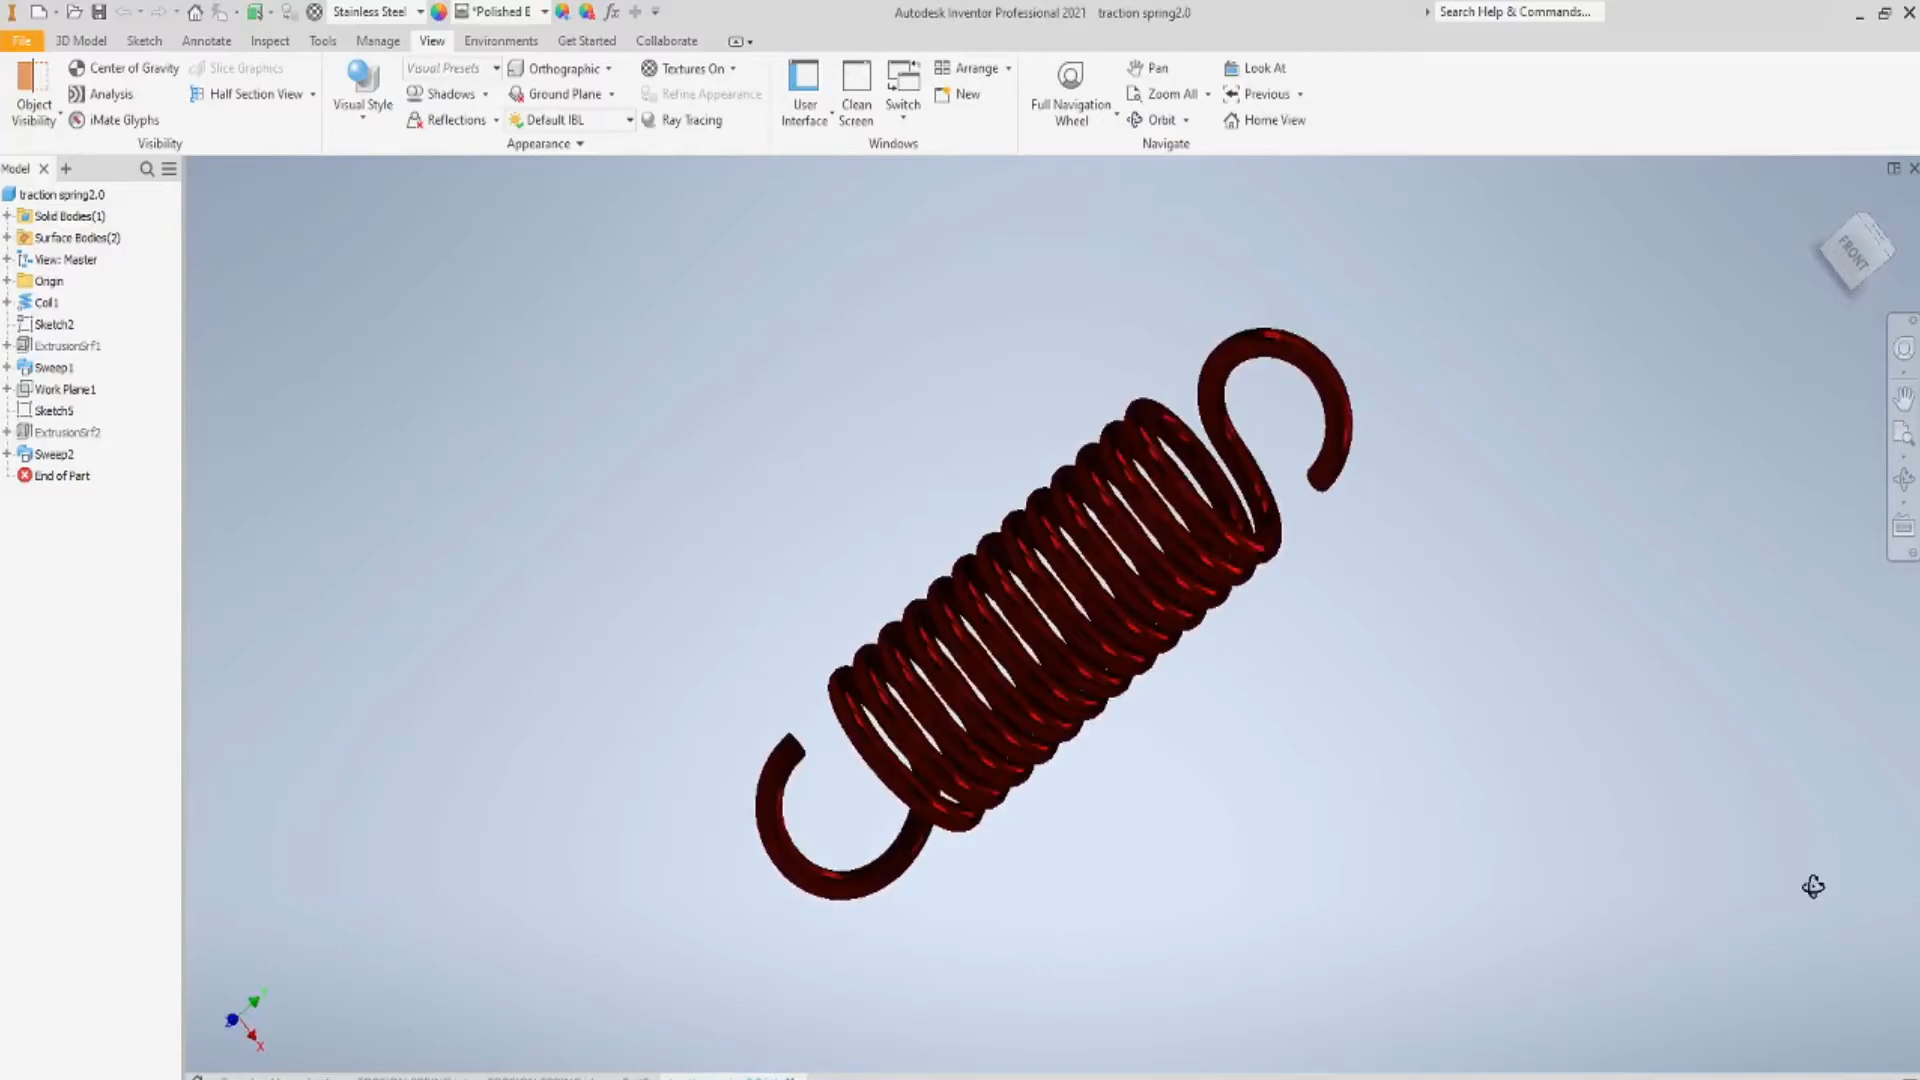 Stainless Steel
*Polished E
fx
Autodesk Inventor Professional 2021 traction spring2.0
Search Help & Commands...
File 3D Model Sketch Annotate Inspect Tools Manage View Environments Get Started Collaborate
Object Visibility
Center of Gravity
Slice Graphics
Analysis
Half Section View
iMate Glyphs
Visibility
Visual Style
Visual Presets
Shadows
Reflections
Orthographic
Ground Plane
Default IBL
Textures On
Refine Appearance
Ray Tracing
Appearance
User Interface
Clean Screen
Switch
Arrange
New
Windows
Full Navigation Wheel
Pan
Zoom All
Orbit
Look At
Previous
Home View
Navigate
Model
traction spring2.0
Solid Bodies(1)
Surface Bodies(2)
View: Master
Origin
Coil1
Sketch2
ExtrusionSrf1
Sweep1
Work Plane1
Sketch5
ExtrusionSrf2
Sweep2
End of Part
FRONT
X